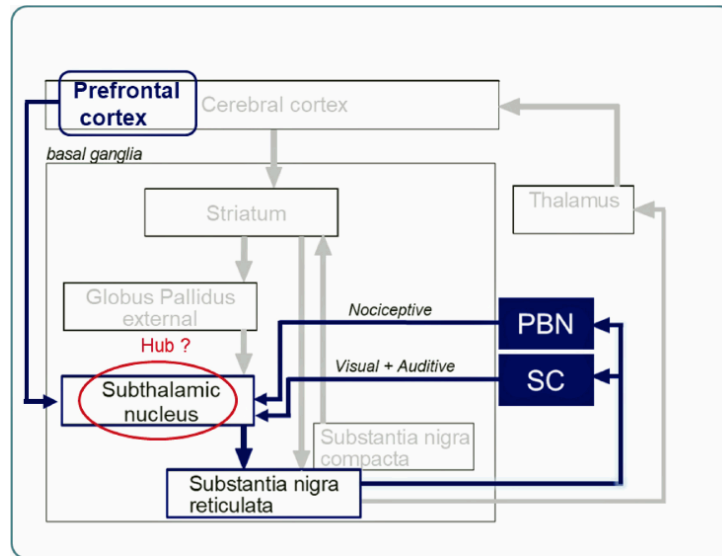 Prefrontal
cortex
Cerebral cortex
basal ganglia
Striatum
Thalamus
Globus Pallidus
external
Nociceptive
PBN
Hub ?
Visual + Auditive
SC
Subthalamic
nucleus
Substantia nigra
compacta
Substantia nigra
reticulata